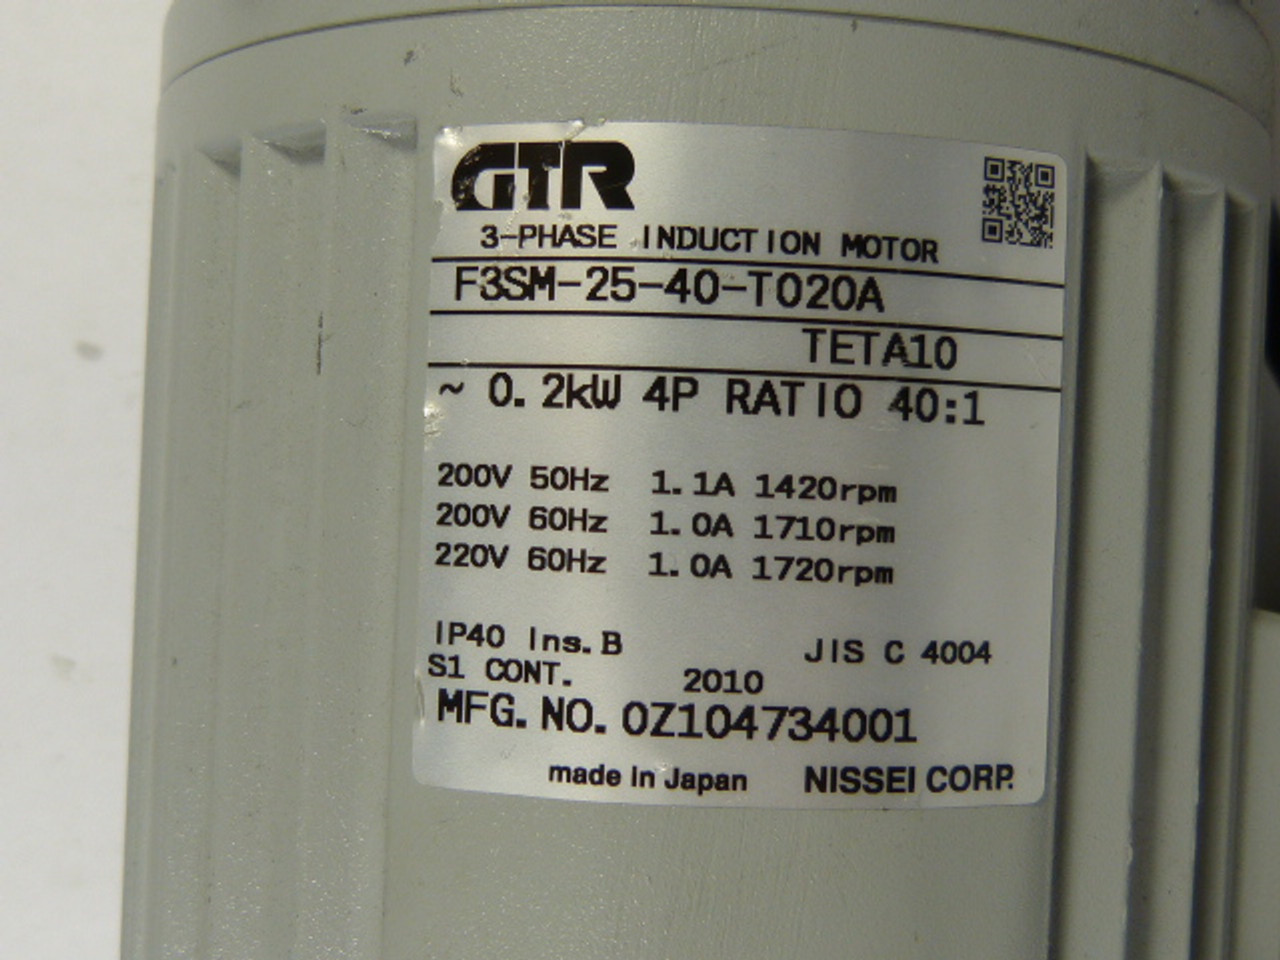 GTR
3-PHASE INDUCTION MOTOR
F3SM-25-40-T020A
TETA10
~ 0.2kW 4P RATIO 40:1
200V 50Hz 1.1A 1420rpm
200V 60Hz 1.0A 1710rpm
220V 60Hz 1.0A 1720rpm
IP40 Ins.B JIS C 4004
S1 CONT. 2010
MFG.NO.0Z104734001
made in Japan NISSEI CORP.